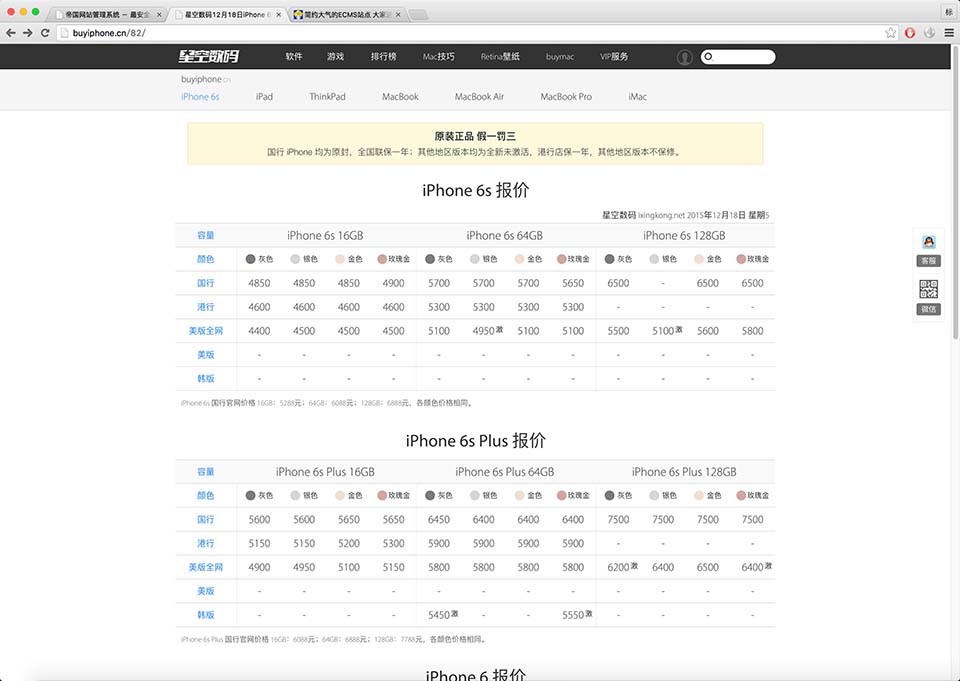 帝国网站管理系统 － 最安全
星空数码12月18日iPhone 6
简约大气的ECMS站点 大家
标
buyiphone.cn/82/
星空数码 软件 游戏 排行榜 Mac技巧 Retina壁纸 buymac VIP服务
buyiphone.cn
iPhone 6s iPad ThinkPad MacBook MacBook Air MacBook Pro iMac
原装正品 假一罚三
国行 iPhone 均为原封，全国联保一年；其他地区版本均为全新未激活，港行店保一年，其他地区版本不保修。
iPhone 6s 报价
星空数码 ixingkong.net 2015年12月18日 星期5
容量 iPhone 6s 16GB iPhone 6s 64GB iPhone 6s 128GB
颜色 灰色 银色 金色 玫瑰金 灰色 银色 金色 玫瑰金 灰色 银色 金色 玫瑰金
国行 4850 4850 4850 4900 5700 5700 5700 5650 6500 - 6500 6500
港行 4600 4600 4600 4600 5300 5300 5300 5300 - - - -
美版全网 4400 4500 4500 4500 5100 4950激 5100 5100 5500 5100激 5600 5800
美版 - - - - - - - - - - - -
韩版 - - - - - - - - - - - -
iPhone 6s 国行官网价格 16GB：5288元；64GB：6088元；128GB：6888元，各颜色价格相同。
iPhone 6s Plus 报价
容量 iPhone 6s Plus 16GB iPhone 6s Plus 64GB iPhone 6s Plus 128GB
颜色 灰色 银色 金色 玫瑰金 灰色 银色 金色 玫瑰金 灰色 银色 金色 玫瑰金
国行 5600 5600 5650 5650 6450 6400 6400 6400 7500 7500 7500 7500
港行 5150 5150 5200 5300 5900 5900 5900 5900 - - - -
美版全网 4900 4950 5100 5150 5800 5800 5800 5800 6200激 6400 6500 6400激
美版 - - - - - - - - - - - -
韩版 - - - - 5450激 - - 5550激 - - - -
iPhone 6s Plus 国行官网价格 16GB：6088元；64GB：6888元；128GB：7788元，各颜色价格相同。
iPhone 6 报价
客服
微信